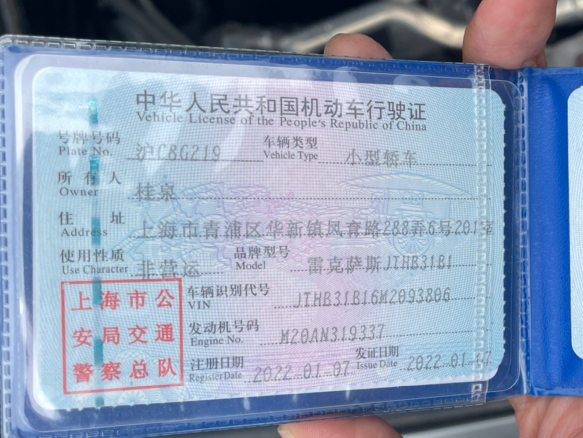 中华人民共和国机动车行驶证
Vehicle License of the People's Republic of China
号牌号码 沪C8G219 车辆类型 小型轿车
Plate No. Vehicle Type
所有人 桂泉
Owner
住址 上海市青浦区华新镇凤育路288弄6号201室
Address
使用性质 非营运 品牌型号 雷克萨斯JTHB31B1
Use Character Model
上海市公 车辆识别代号 JTHB31B16M2093806
VIN
安局交通 发动机号码 M20AN319337
Engine No.
警察总队 注册日期 2022-01-07 发证日期 2022-01-17
Register Date Issue Date